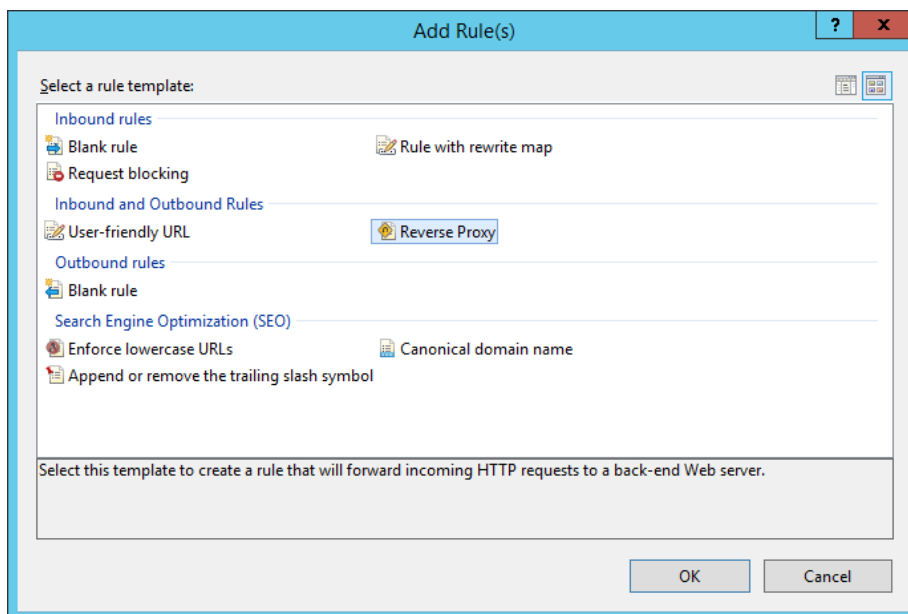 Add Rule(s)
? x
Select a rule template:
Inbound rules
Blank rule Rule with rewrite map
Request blocking
Inbound and Outbound Rules
User-friendly URL Reverse Proxy
Outbound rules
Blank rule
Search Engine Optimization (SEO)
Enforce lowercase URLs Canonical domain name
Append or remove the trailing slash symbol
Select this template to create a rule that will forward incoming HTTP requests to a back-end Web server.
OK Cancel